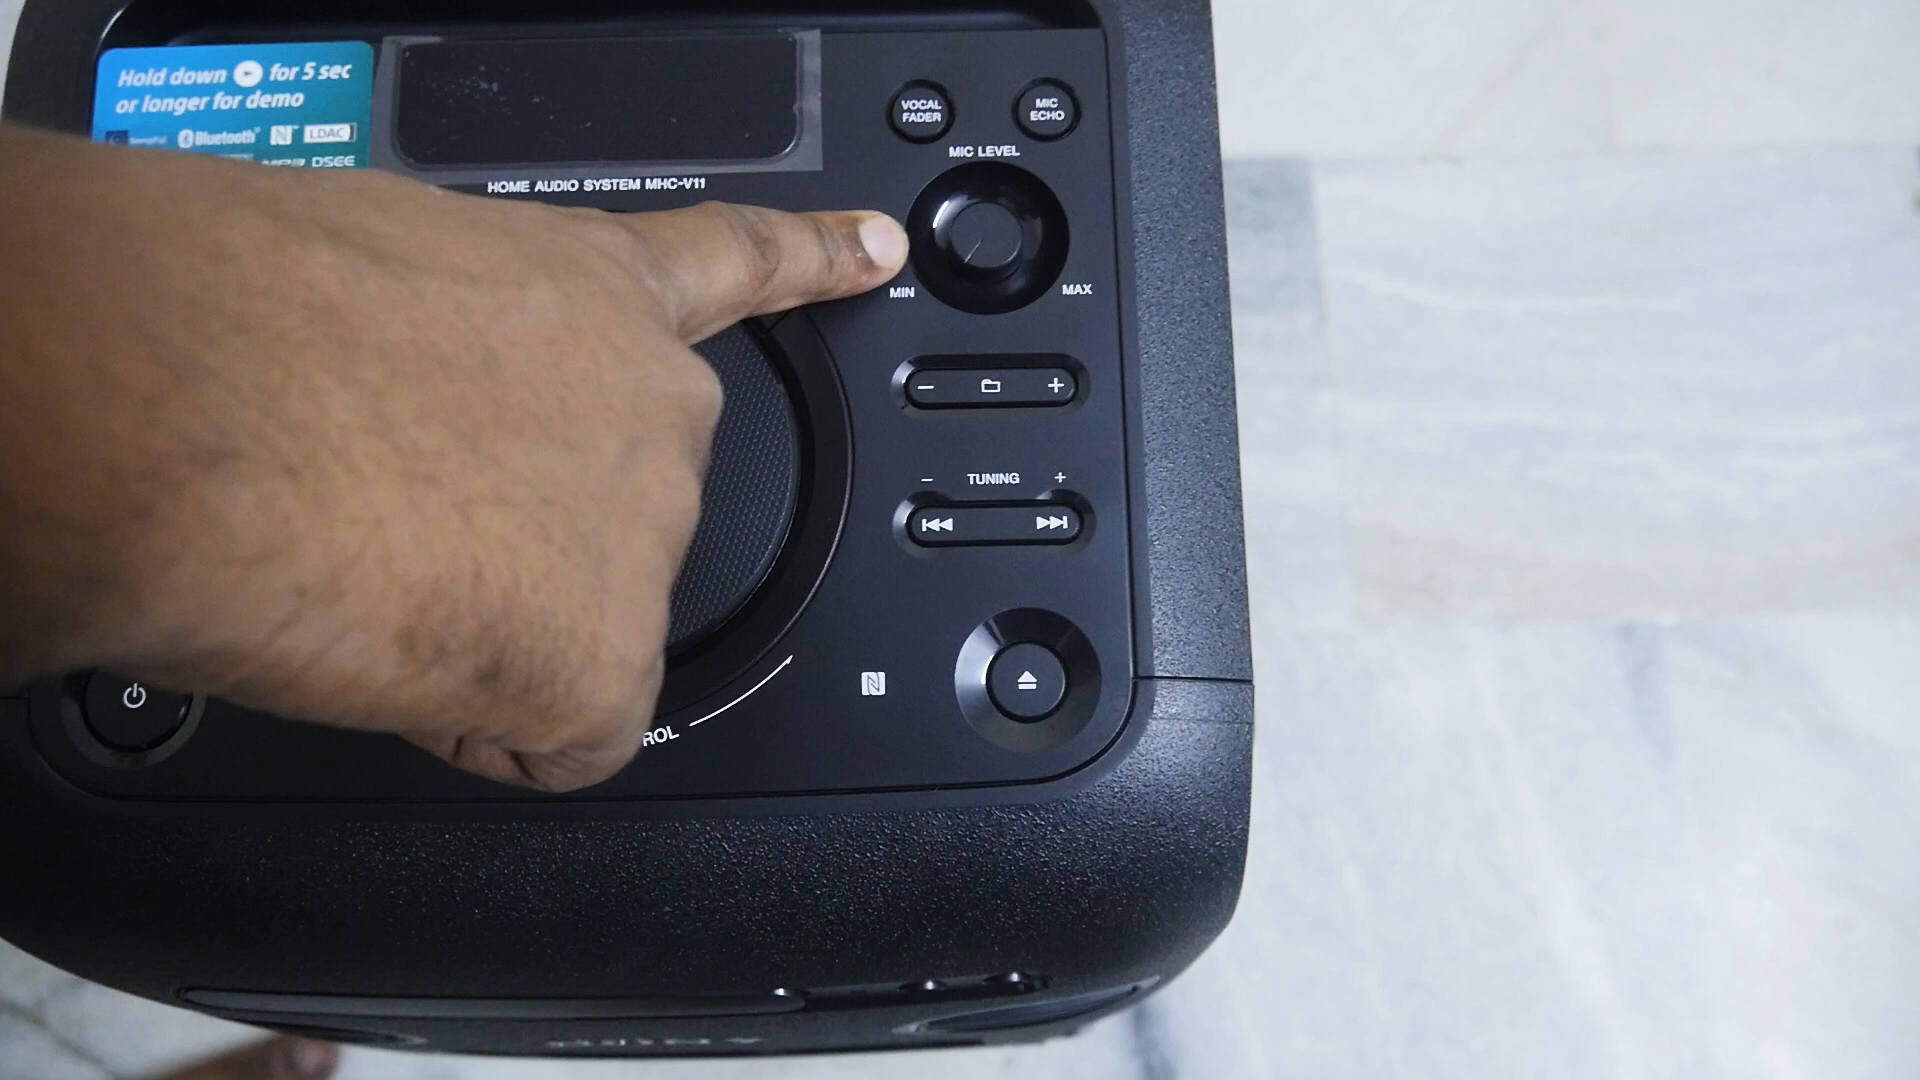 Hold down for 5 sec
or longer for demo
Bluetooth® N LDAC
DSEE
HOME AUDIO SYSTEM MHC-V11
VOCAL
FADER
MIC
ECHO
MIC LEVEL
MIN
MAX
− +
− TUNING +
ROL